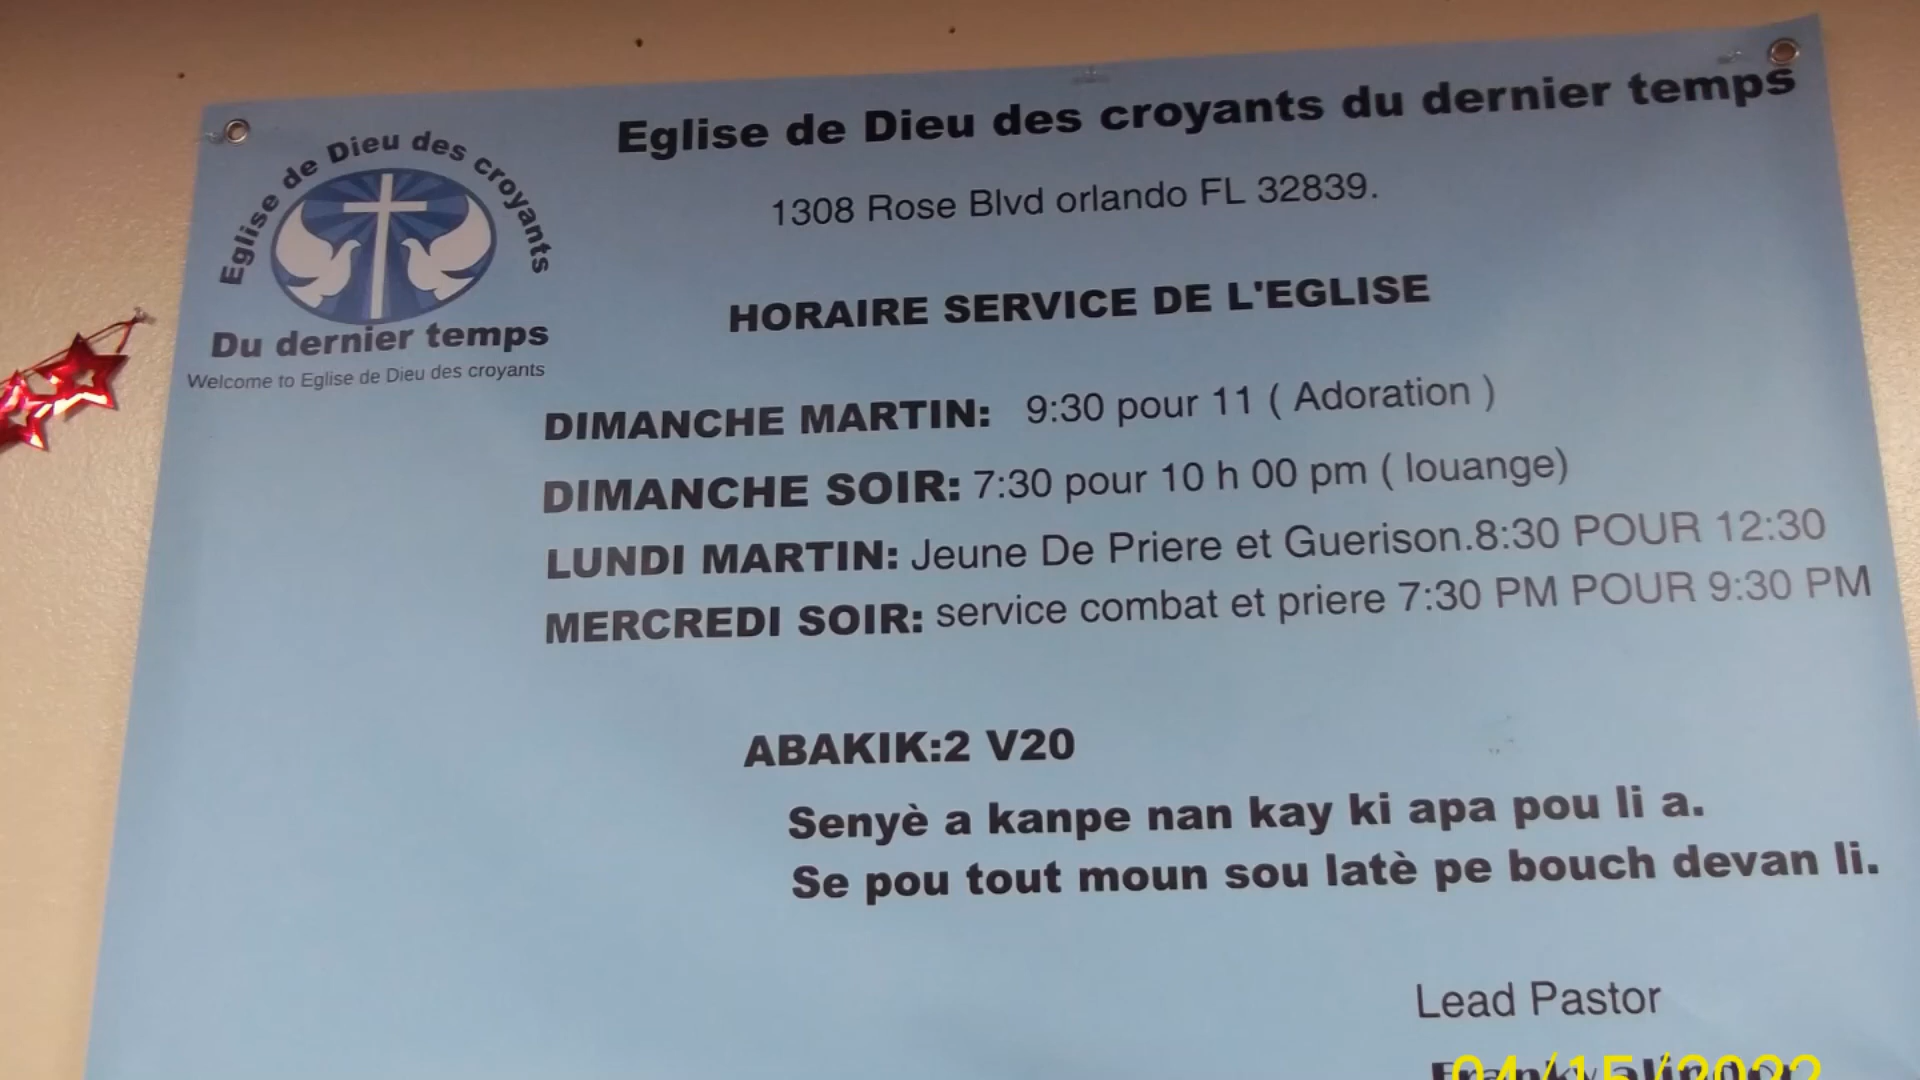 Eglise de Dieu des croyants du dernier temps
1308 Rose Blvd orlando FL 32839.
Eglise de Dieu des croyants
Du dernier temps
Welcome to Eglise de Dieu des croyants
HORAIRE SERVICE DE L'EGLISE
DIMANCHE MARTIN: 9:30 pour 11 ( Adoration )
DIMANCHE SOIR: 7:30 pour 10 h 00 pm ( louange)
LUNDI MARTIN: Jeune De Priere et Guerison.8:30 POUR 12:30
MERCREDI SOIR: service combat et priere 7:30 PM POUR 9:30 PM
ABAKIK:2 V20
Senyè a kanpe nan kay ki apa pou li a.
Se pou tout moun sou latè pe bouch devan li.
Lead Pastor
04/15/2022